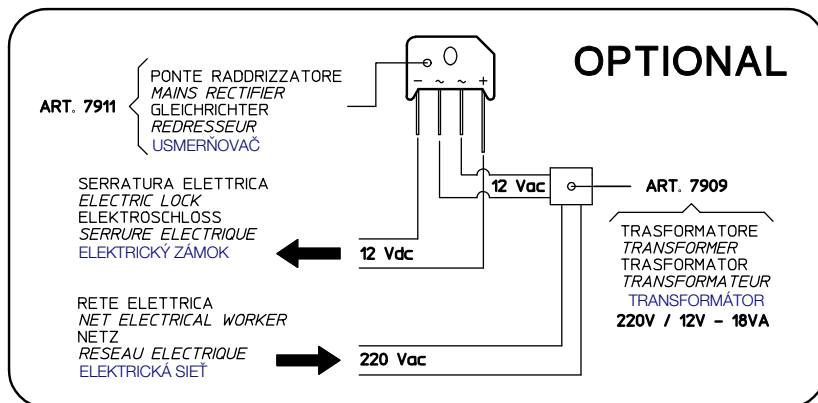 OPTIONAL
ART. 7911
PONTE RADDRIZZATORE
MAINS RECTIFIER
GLEICHRICHTER
REDRESSEUR
USMERŇOVAČ
- ~ ~ +
SERRATURA ELETTRICA
ELECTRIC LOCK
ELEKTROSCHLOSS
SERRURE ELECTRIQUE
ELEKTRICKÝ ZÁMOK
12 Vdc
12 Vac
ART. 7909
TRASFORMATORE
TRANSFORMER
TRASFORMATOR
TRANSFORMATEUR
TRANSFORMÁTOR
220V / 12V - 18VA
RETE ELETTRICA
NET ELECTRICAL WORKER
NETZ
RESEAU ELECTRIQUE
ELEKTRICKÁ SIEŤ
220 Vac